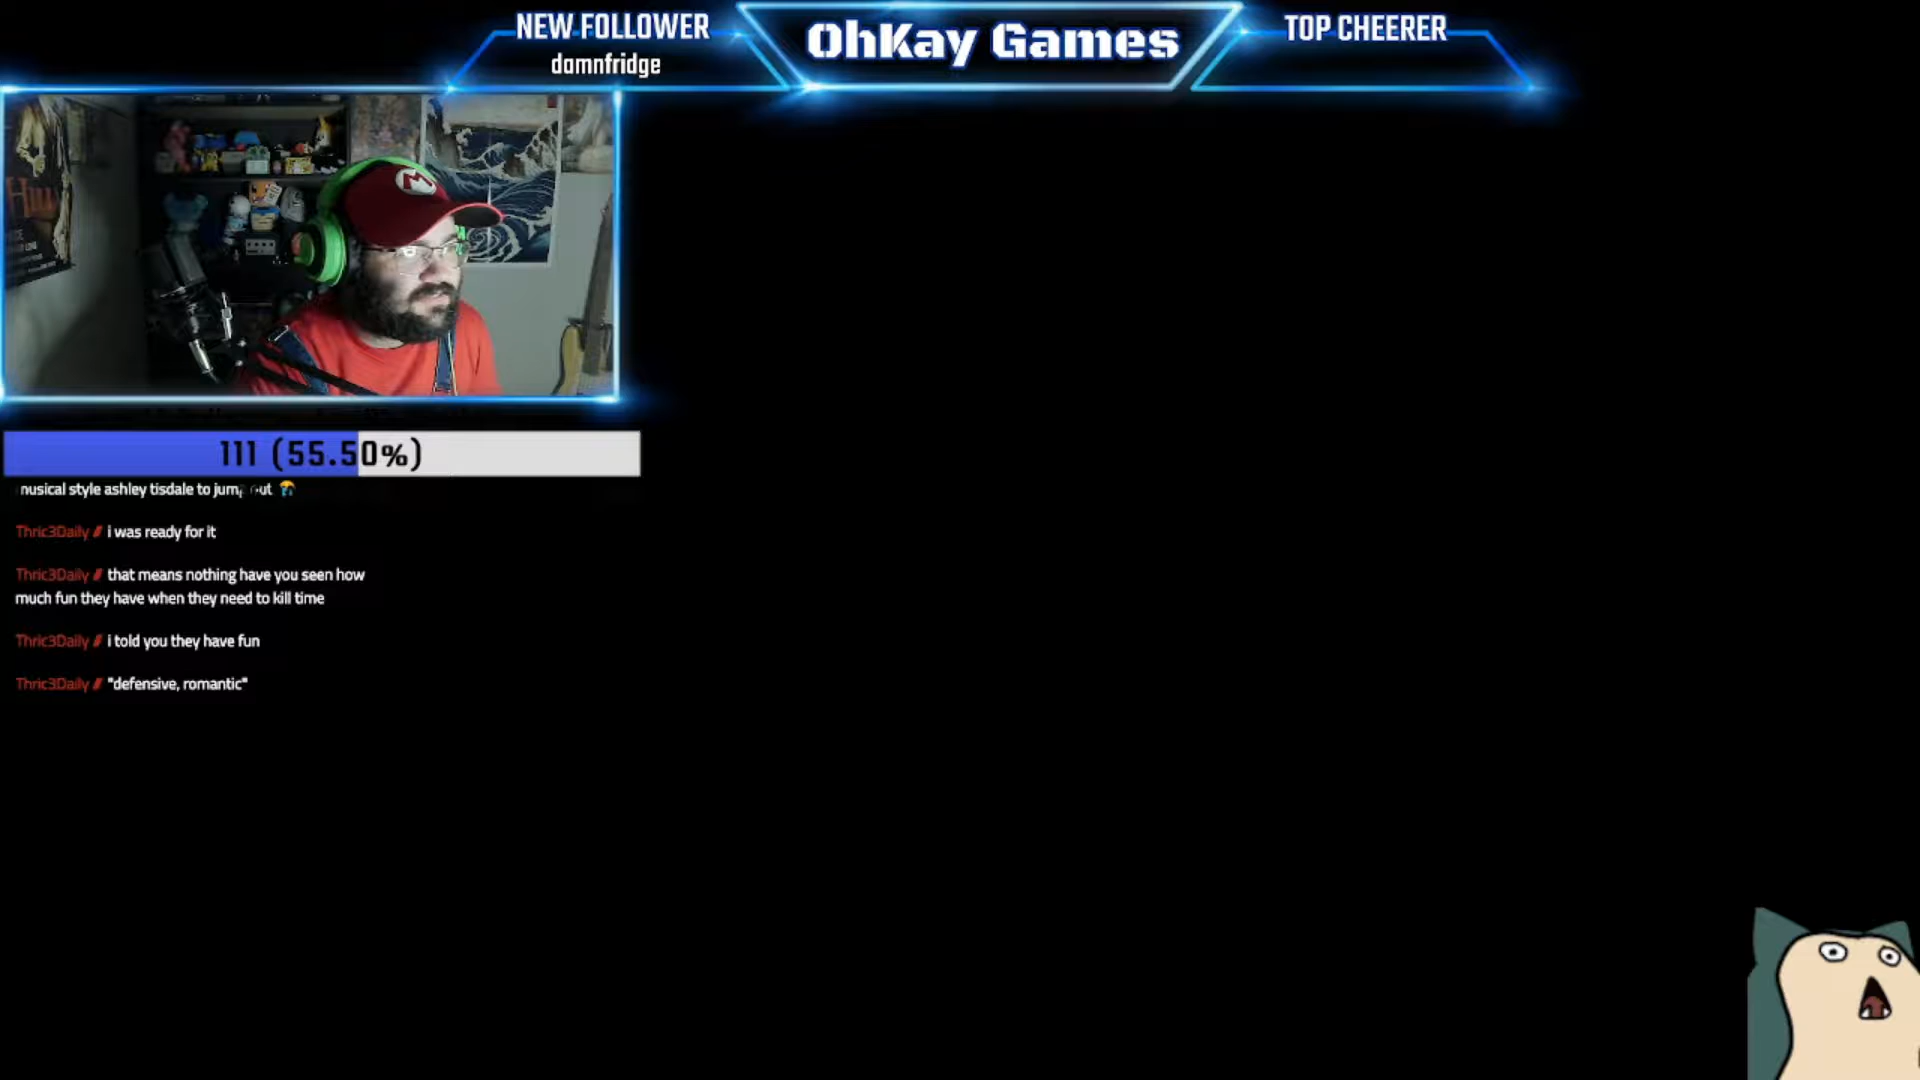 NEW FOLLOWER
damnfridge
OhKay Games
TOP CHEERER
M
111 (55.50%)
musical style ashley tisdale to jump out 😭
Thric3Daily // i was ready for it
Thric3Daily // that means nothing have you seen how
much fun they have when they need to kill time
Thric3Daily // i told you they have fun
Thric3Daily // "defensive, romantic"